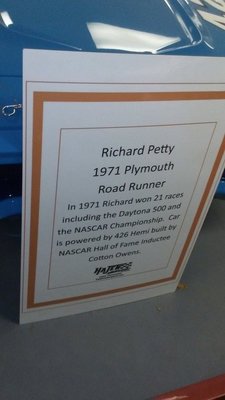 Richard Petty
1971 Plymouth
Road Runner
In 1971 Richard won 21 races
including the Daytona 500 and
the NASCAR Championship. Car
is powered by 426 Hemi built by
NASCAR Hall of Fame Inductee
Cotton Owens.